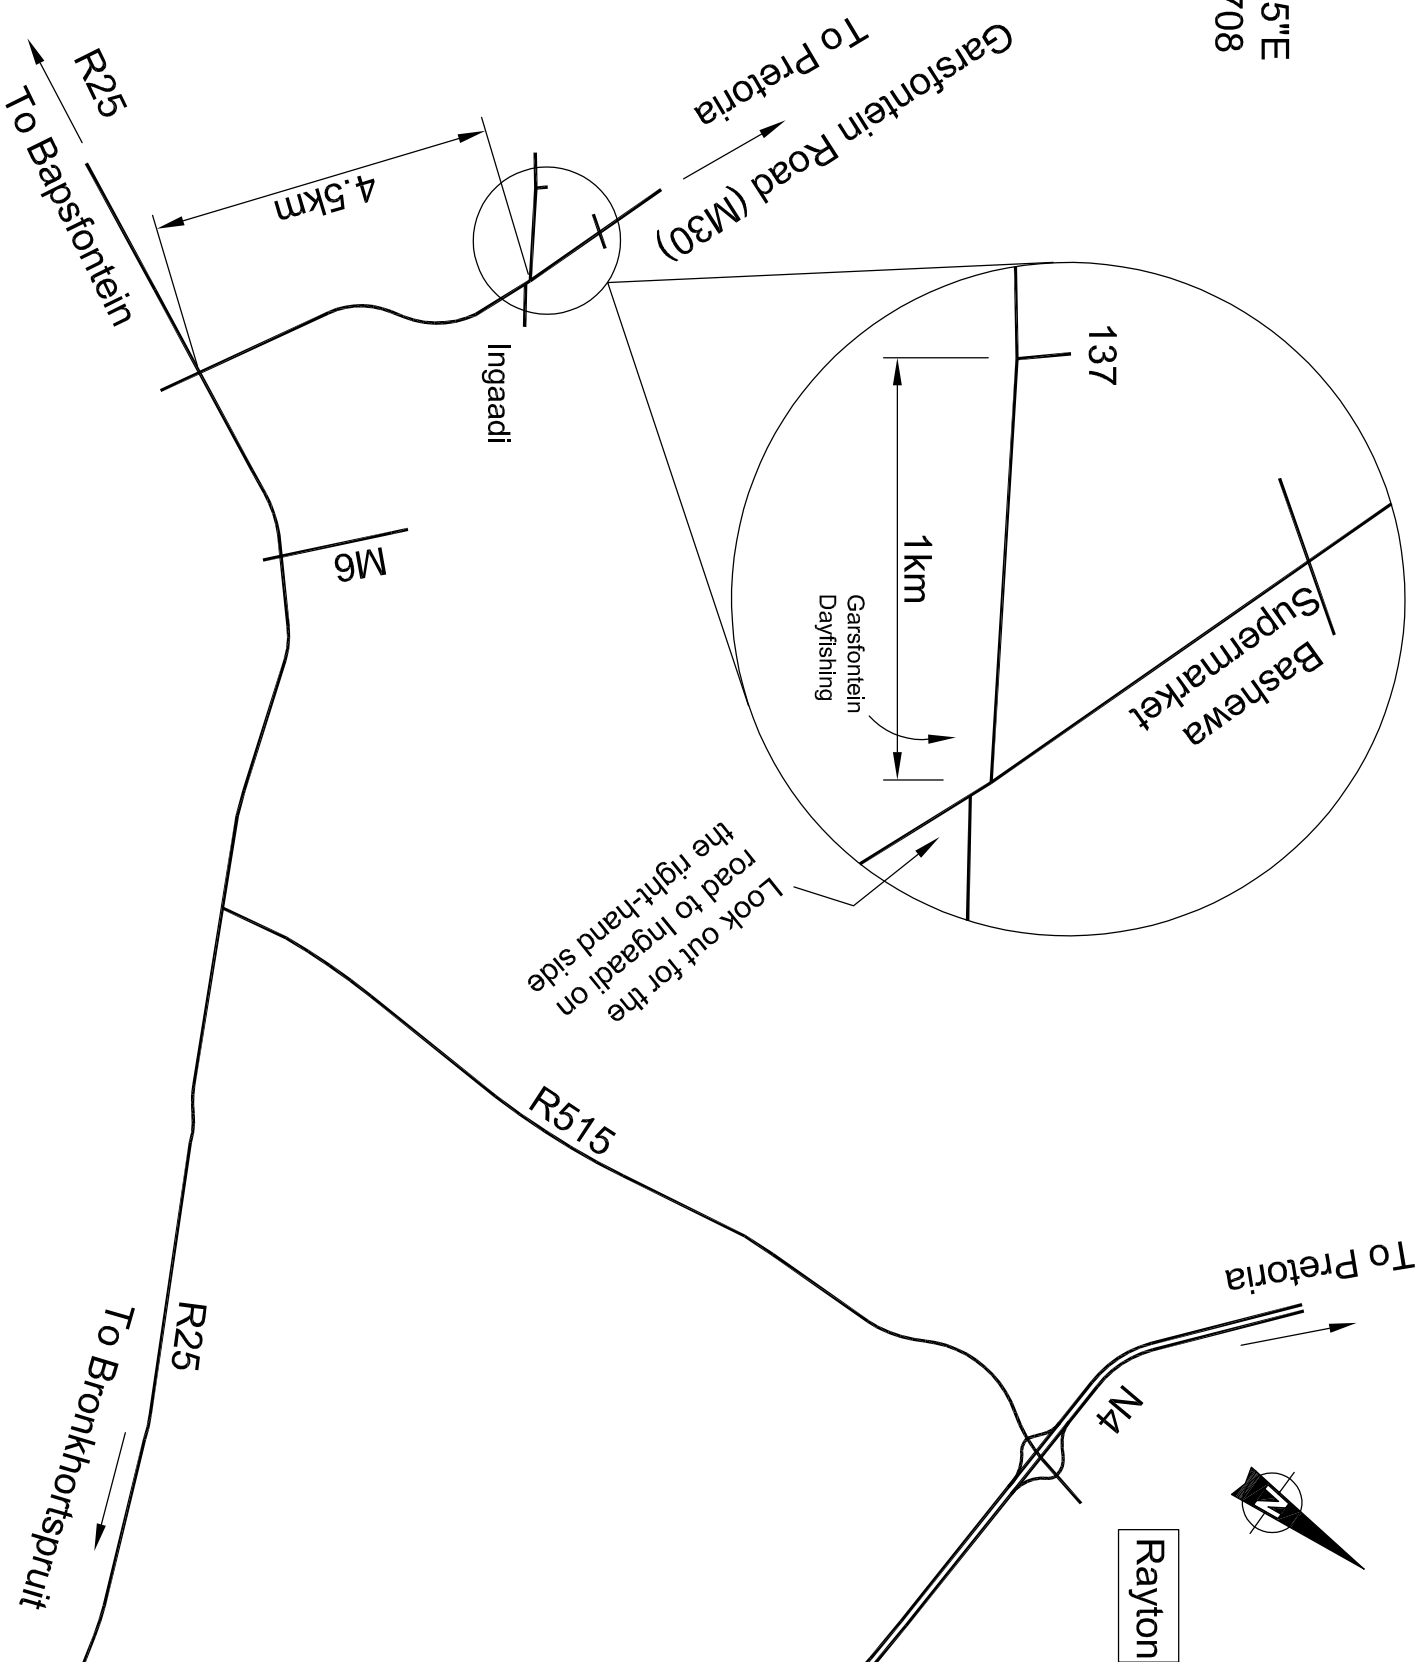 5"E
708
Garsfontein Road (M30)
To Pretoria
R25
To Bapsfontein
4.5km
Ingaadi
137
1km
Garsfontein
Dayfishing
Bashewa
Supermarket
M6
Look out for the
road to Ingaadi on
the right-hand side
R515
To Pretoria
N4
N
Rayton
R25
To Bronkhortspruit